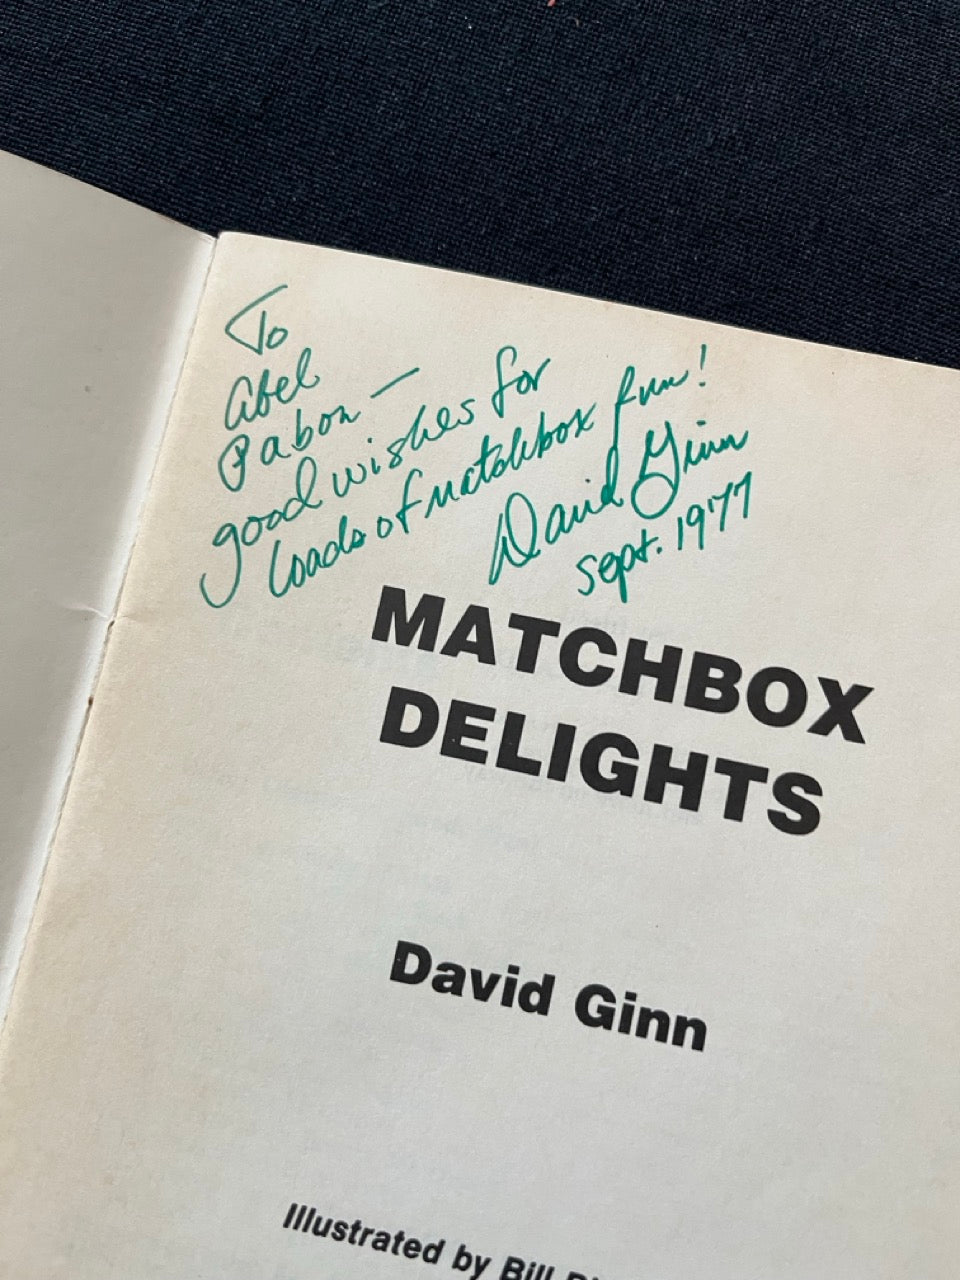 To
Abel
Pabon —
good wishes for
loads of matchbox fun!
David Ginn
Sept. 1977
MATCHBOX
DELIGHTS
David Ginn
Illustrated by Bill